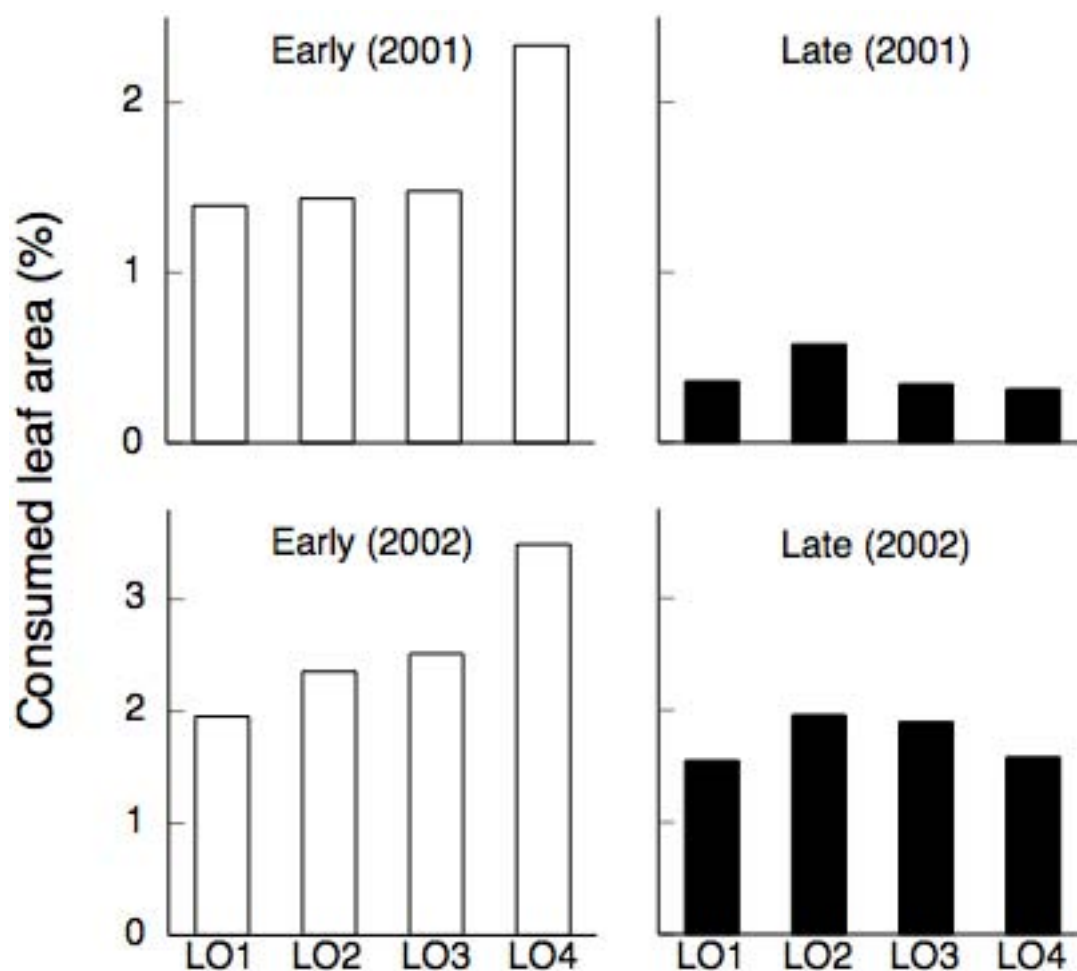 Consumed leaf area (%)
Early (2001)
2
1
0
Late (2001)
Early (2002)
3
2
1
0
LO1 LO2 LO3 LO4
Late (2002)
LO1 LO2 LO3 LO4